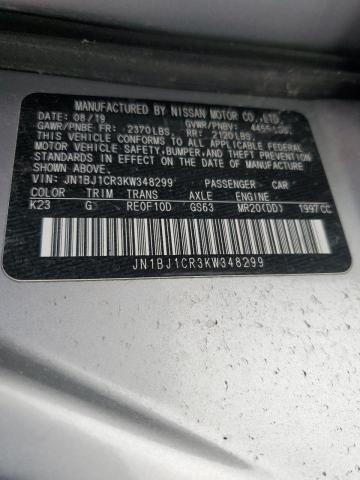 MANUFACTURED BY NISSAN MOTOR CO.,LTD.
DATE: 08/19 GVWR/PNBV: LBS
GAWR/PNBE FR: 2370LBS RR: 2120LBS
THIS VEHICLE CONFORMS TO ALL APPLICABLE FEDERAL
MOTOR VEHICLE SAFETY, BUMPER, AND THEFT PREVENTION
STANDARDS IN EFFECT ON THE DATE OF MANUFACTURE SHOWN ABOVE.
VIN: JN1BJ1CR3KW348299 PASSENGER CAR
COLOR TRIM TRANS AXLE ENGINE
K23 G RE0F10D GS63 MR20(DD) 1997CC
JN1BJ1CR3KW348299